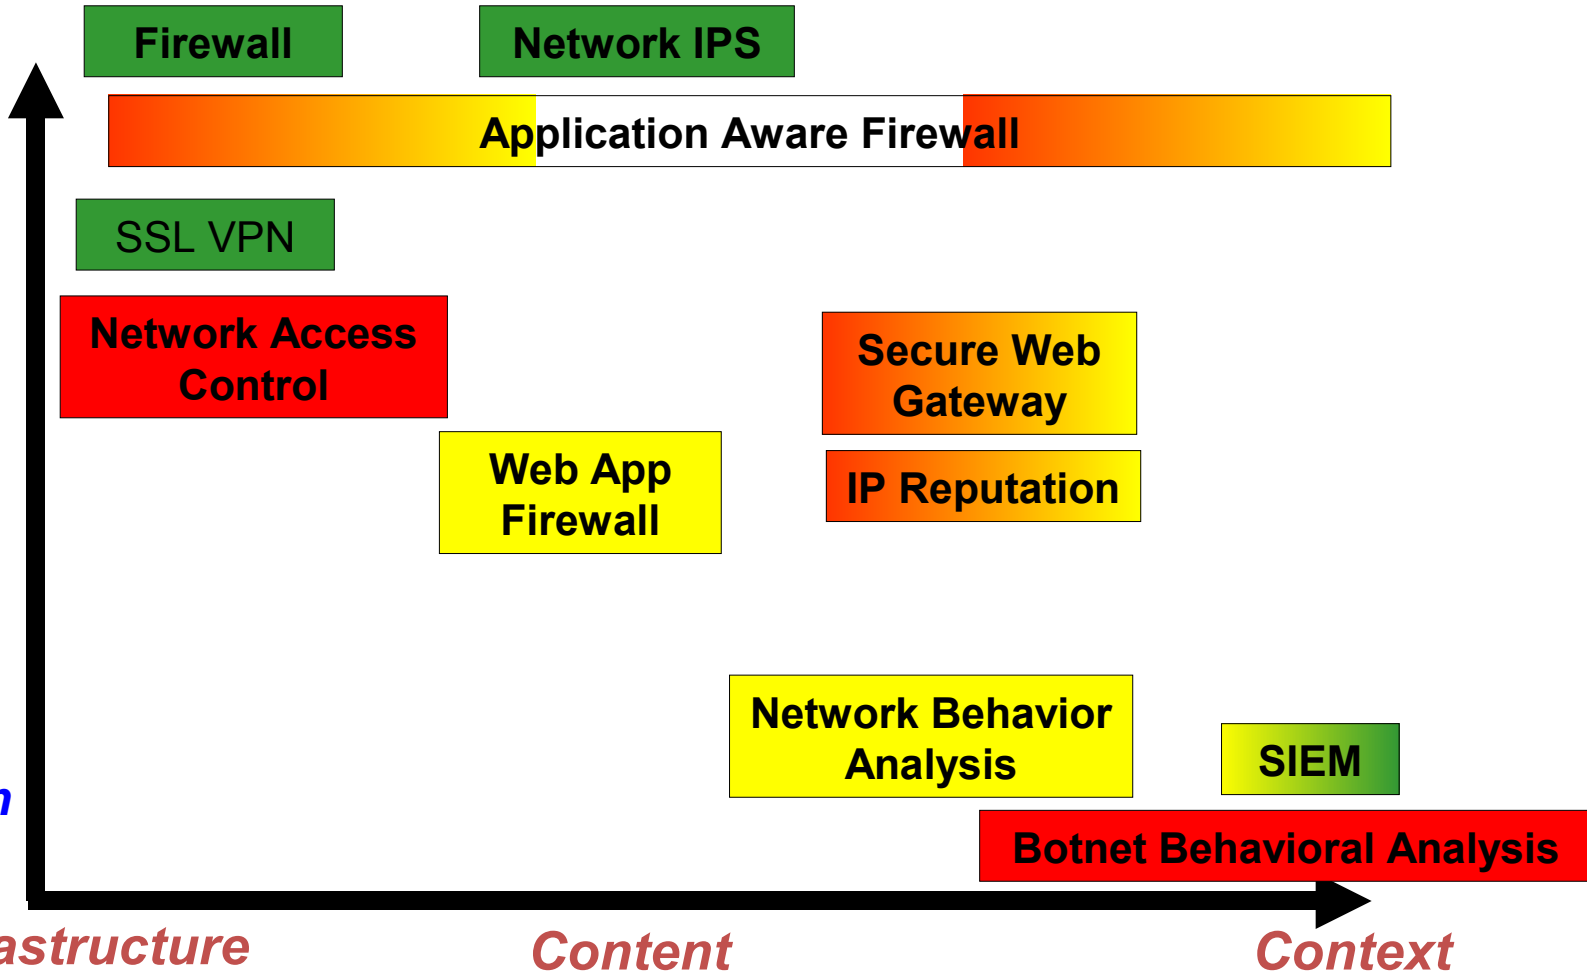 Firewall
Network IPS
Application Aware Firewall
SSL VPN
Network Access
Control
Secure Web
Gateway
Web App
Firewall
IP Reputation
Network Behavior
Analysis
SIEM
Botnet Behavioral Analysis
astructure
Content
Context